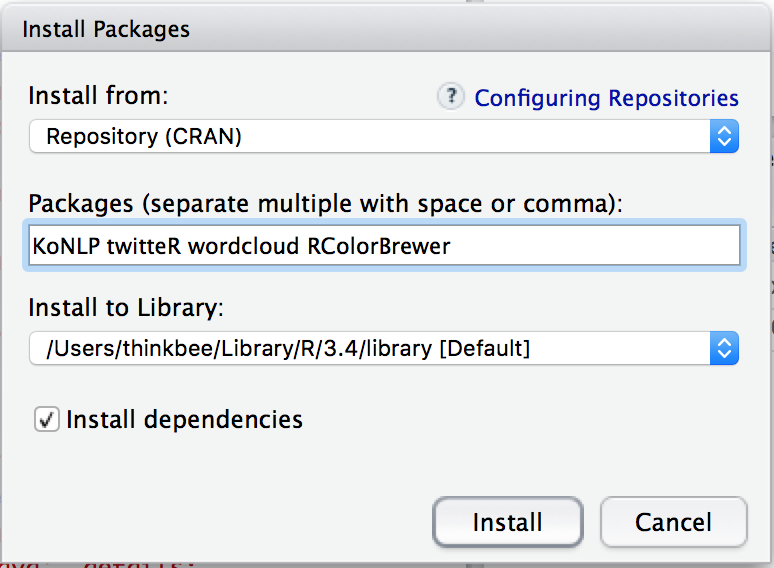 Install Packages
Install from:
? Configuring Repositories
Repository (CRAN)
Packages (separate multiple with space or comma):
KoNLP twitteR wordcloud RColorBrewer
Install to Library:
/Users/thinkbee/Library/R/3.4/library [Default]
Install dependencies
Install
Cancel